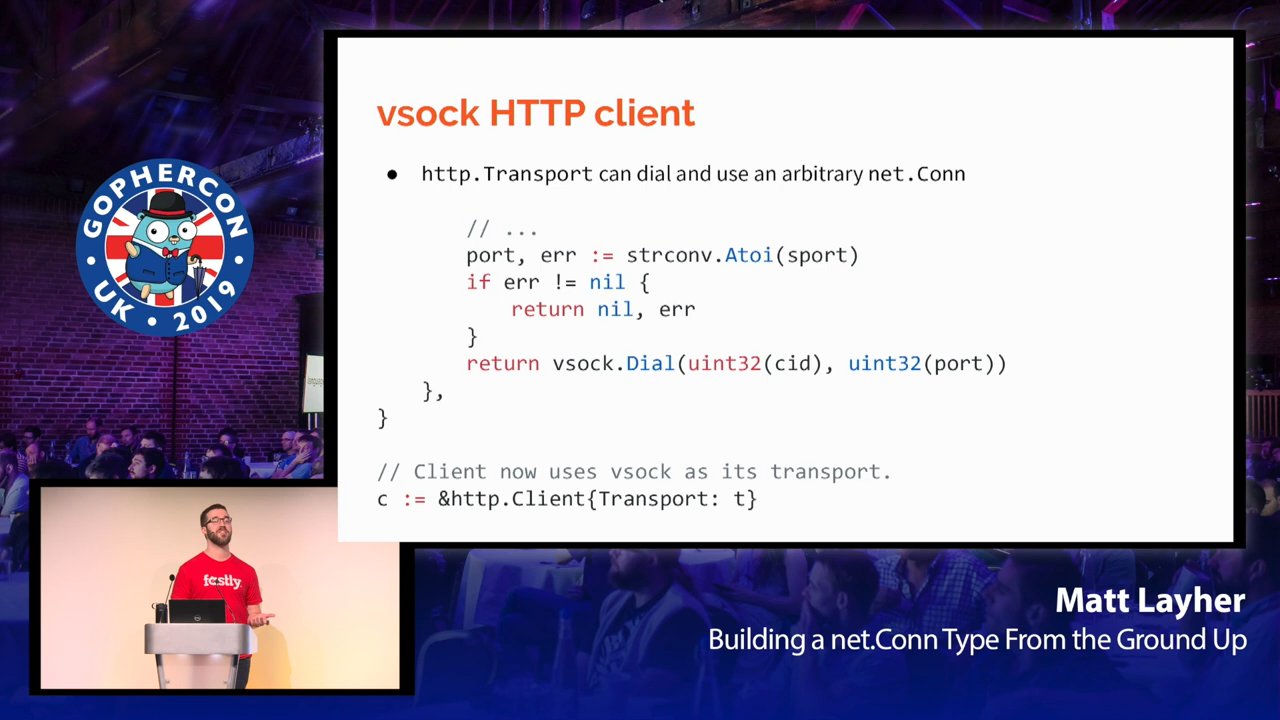 GOPHERCON
UK • 2019
vsock HTTP client
● http.Transport can dial and use an arbitrary net.Conn
// ...
port, err := strconv.Atoi(sport)
if err != nil {
return nil, err
}
return vsock.Dial(uint32(cid), uint32(port))
},
}
// Client now uses vsock as its transport.
c := &http.Client{Transport: t}
fastly
Matt Layher
Building a net.Conn Type From the Ground Up